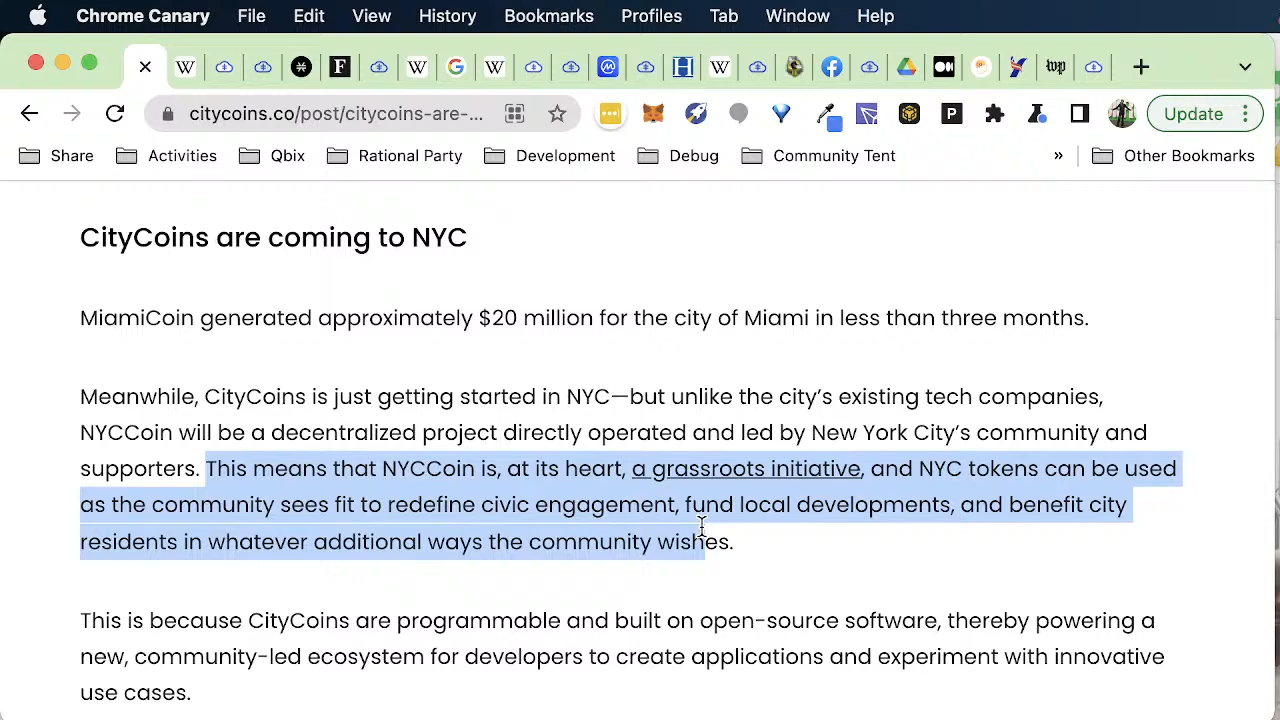 Chrome Canary File Edit View History Bookmarks Profiles Tab Window Help
citycoins.co/post/citycoins-are-... Update
Share Activities Qbix Rational Party Development Debug Community Tent » Other Bookmarks
CityCoins are coming to NYC
MiamiCoin generated approximately $20 million for the city of Miami in less than three months.
Meanwhile, CityCoins is just getting started in NYC—but unlike the city’s existing tech companies,
NYCCoin will be a decentralized project directly operated and led by New York City’s community and
supporters. This means that NYCCoin is, at its heart, a grassroots initiative, and NYC tokens can be used
as the community sees fit to redefine civic engagement, fund local developments, and benefit city
residents in whatever additional ways the community wishes.
This is because CityCoins are programmable and built on open-source software, thereby powering a
new, community-led ecosystem for developers to create applications and experiment with innovative
use cases.